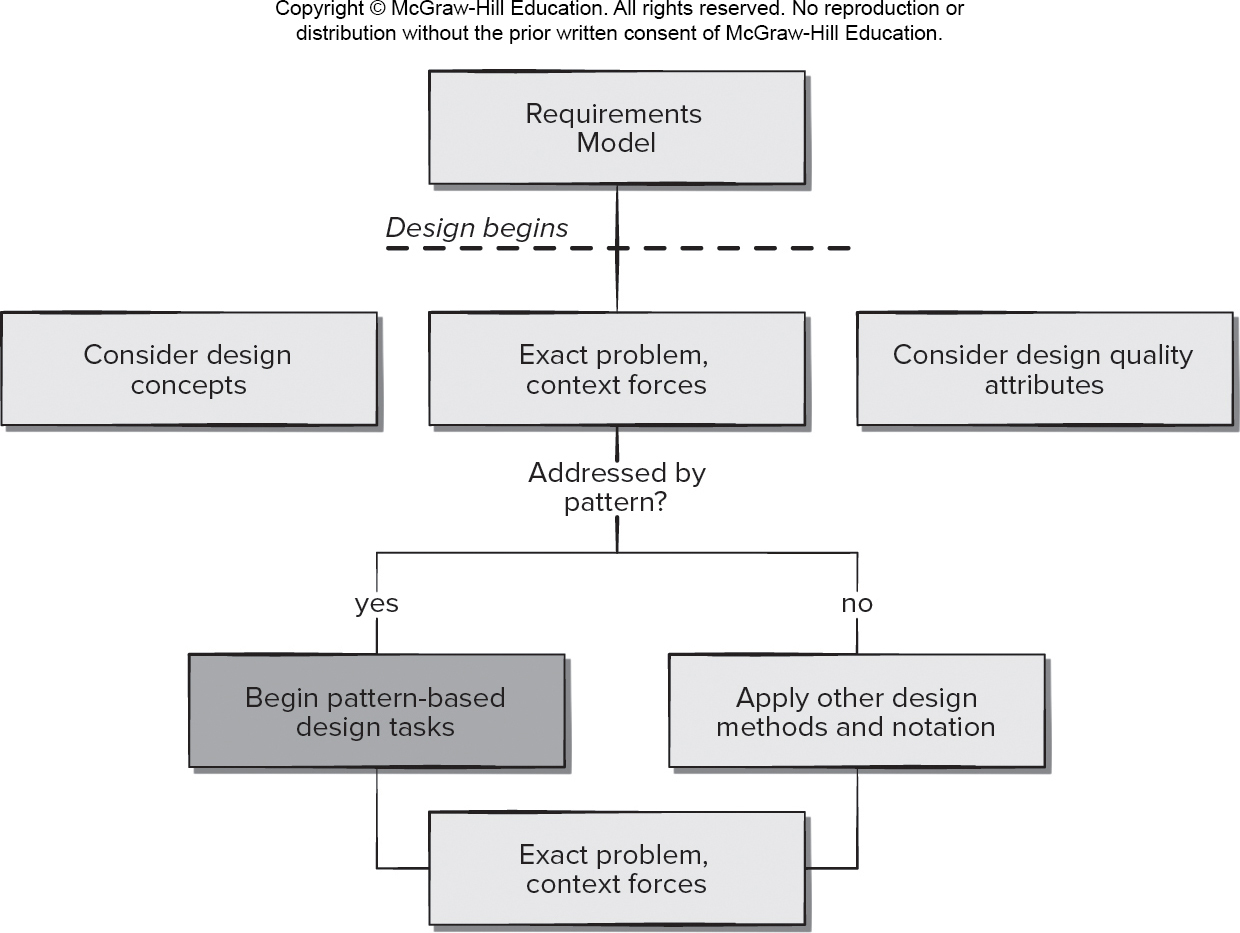 Copyright © McGraw-Hill Education. All rights reserved. No reproduction or
distribution without the prior written consent of McGraw-Hill Education.
Requirements
Model
Design begins
Consider design
concepts
Exact problem,
context forces
Consider design quality
attributes
Addressed by
pattern?
yes
no
Begin pattern-based
design tasks
Apply other design
methods and notation
Exact problem,
context forces